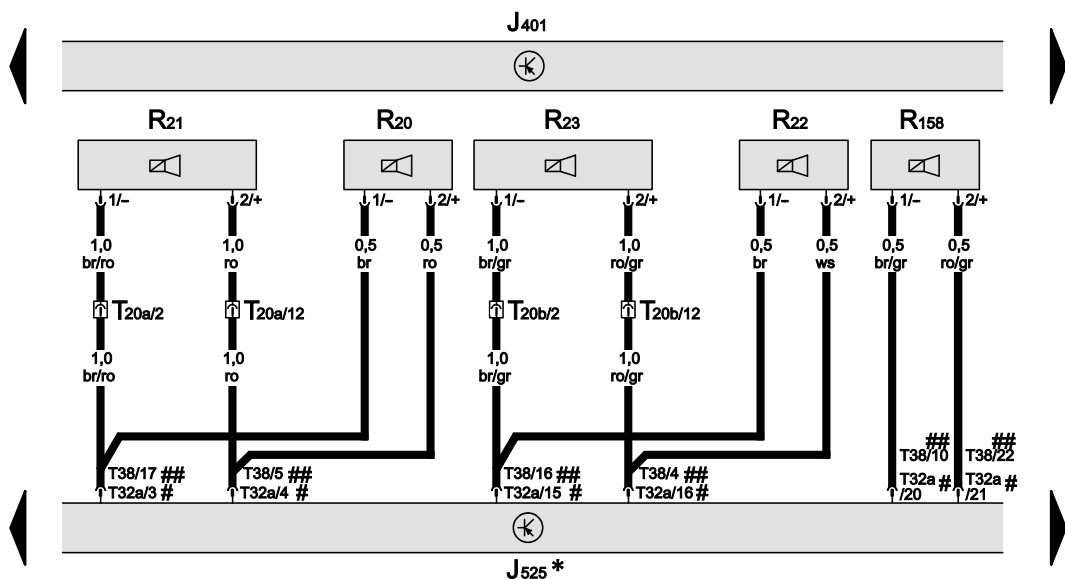 J401
R21 R20 R23 R22 R158
1/– 2/+ 1/– 2/+ 1/– 2/+ 1/– 2/+ 1/– 2/+
1,0 1,0 0,5 0,5 1,0 1,0 0,5 0,5 0,5 0,5
br/ro ro br ro br/gr ro/gr br ws br/gr ro/gr
T20a/2 T20a/12 T20b/2 T20b/12
1,0 1,0 1,0 1,0
br/ro ro br/gr ro/gr
## ##
T38/10 T38/22
T38/17 ## T38/5 ## T38/16 ## T38/4 ##
T32a # T32a #
T32a/3 # T32a/4 # T32a/15 # T32a/16 # /20 /21
J525 *